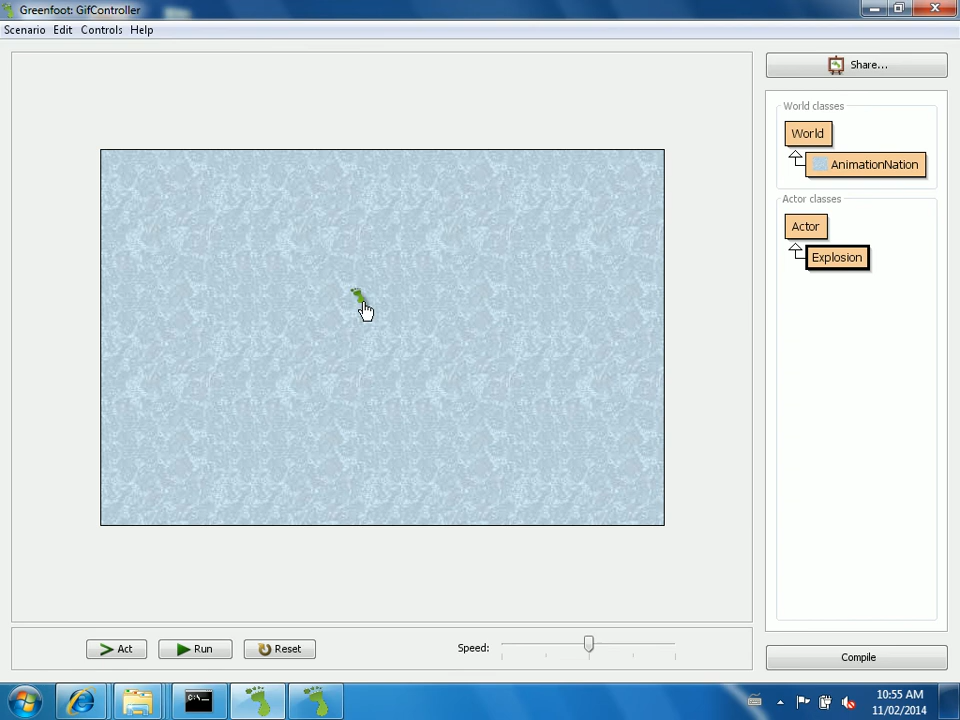 Greenfoot: GifController
Scenario Edit Controls Help
Share...
World classes
World
AnimationNation
Actor classes
Actor
Explosion
Act Run Reset Speed:
Compile
C:\...
10:55 AM
11/02/2014